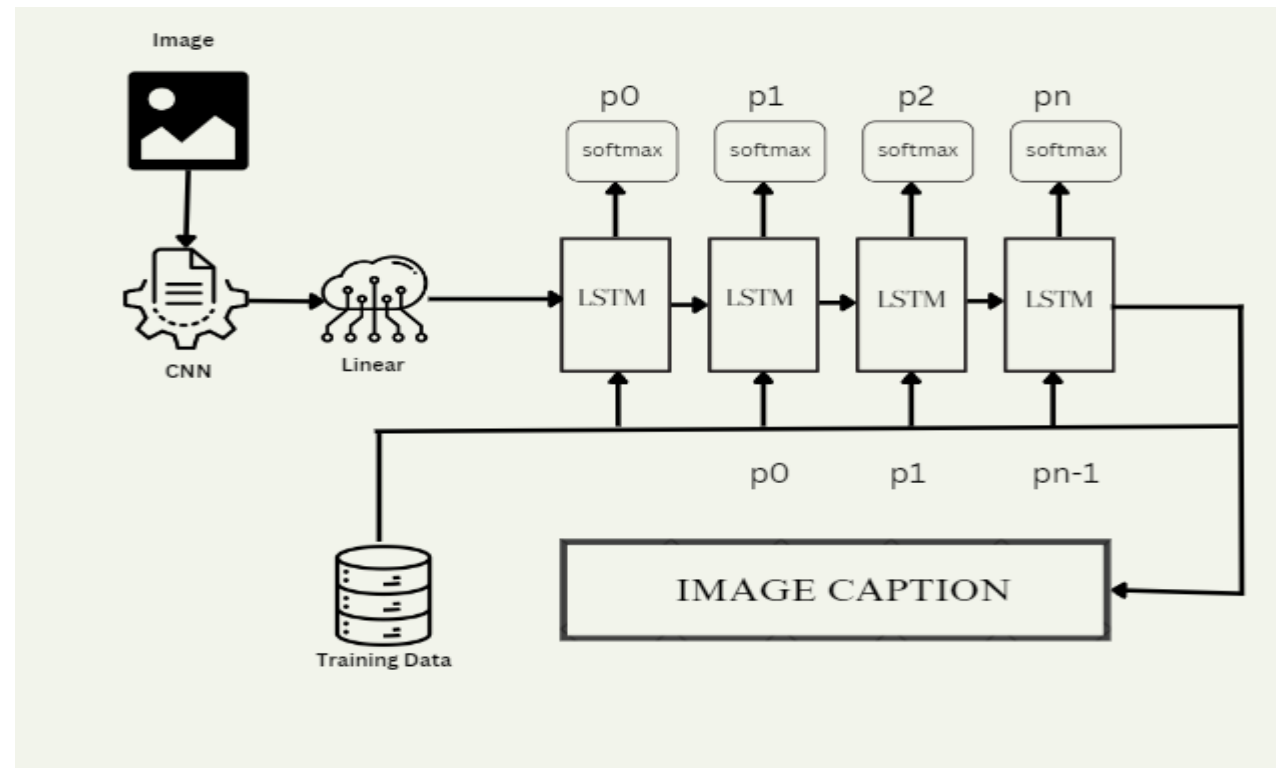 Image
p0 p1 p2 pn
softmax softmax softmax softmax
LSTM LSTM LSTM LSTM
CNN
Linear
p0 p1 pn-1
IMAGE CAPTION
Training Data